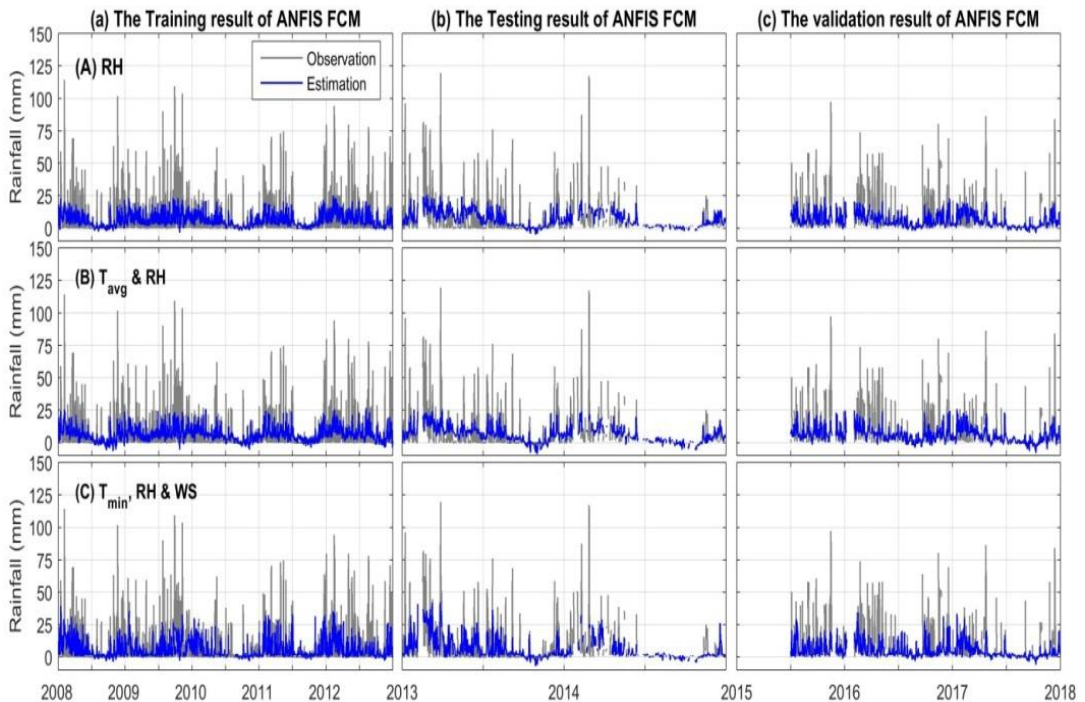 (a) The Training result of ANFIS FCM
(b) The Testing result of ANFIS FCM
(c) The validation result of ANFIS FCM
150
125
100
75
50
25
0
Rainfall (mm)
(A) RH
Observation
Estimation
150
125
100
75
50
25
0
Rainfall (mm)
(B) Tavg & RH
150
125
100
75
50
25
0
Rainfall (mm)
(C) Tmin, RH & WS
2008 2009 2010 2011 2012 2013 2014 2015 2016 2017 2018